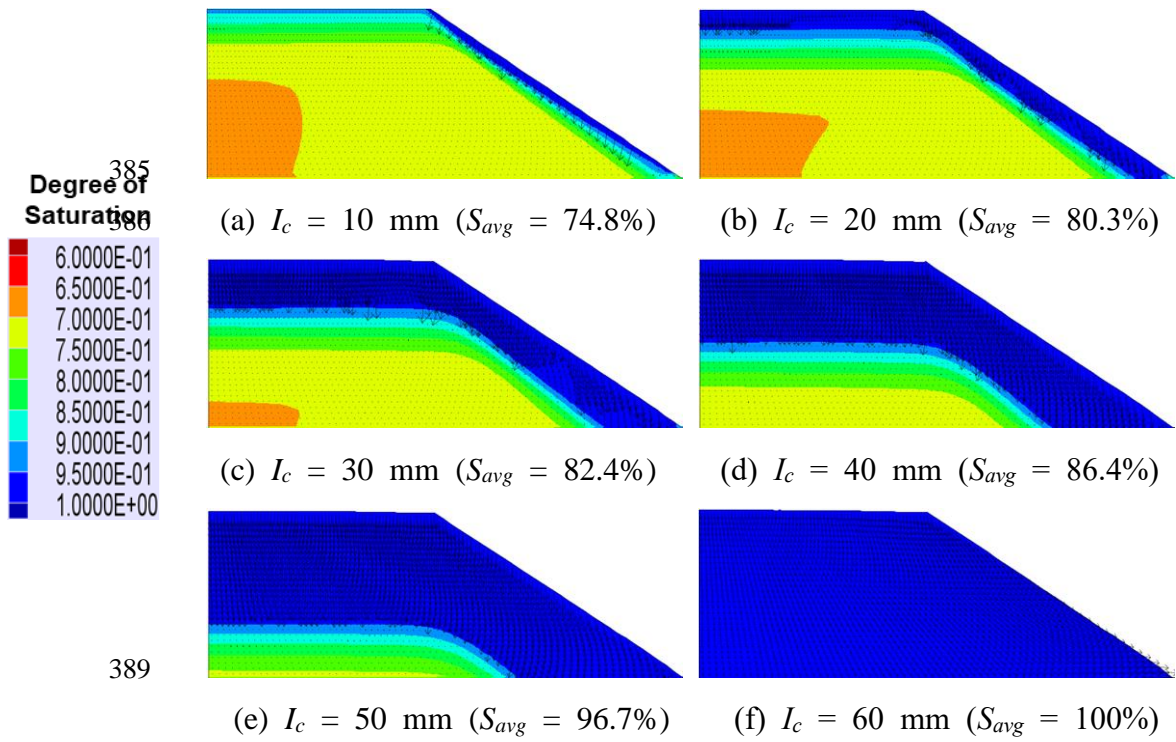 385
Degree of
Saturation
386
6.0000E-01
6.5000E-01
7.0000E-01
7.5000E-01
8.0000E-01
8.5000E-01
9.0000E-01
9.5000E-01
1.0000E+00
(a) Ic = 10 mm (Savg = 74.8%)
(b) Ic = 20 mm (Savg = 80.3%)
(c) Ic = 30 mm (Savg = 82.4%)
(d) Ic = 40 mm (Savg = 86.4%)
389
(e) Ic = 50 mm (Savg = 96.7%)
(f) Ic = 60 mm (Savg = 100%)